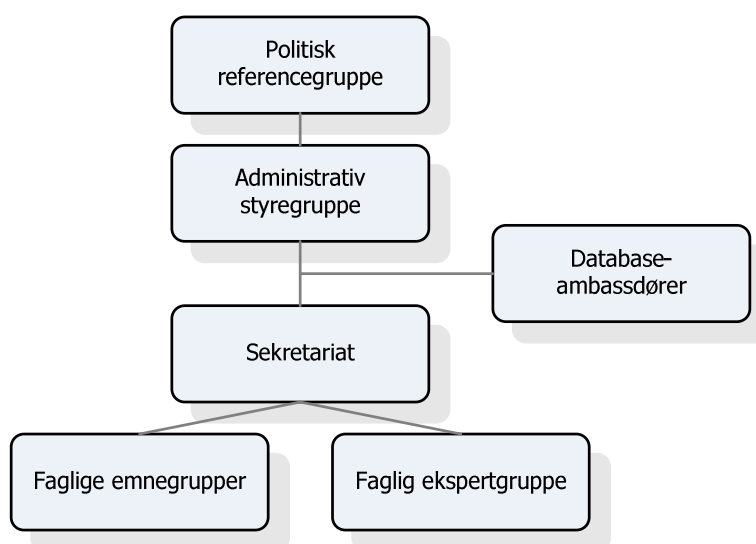 Politisk
referencegruppe
Administrativ
styregruppe
Database-
ambassdører
Sekretariat
Faglige emnegrupper
Faglig ekspertgruppe